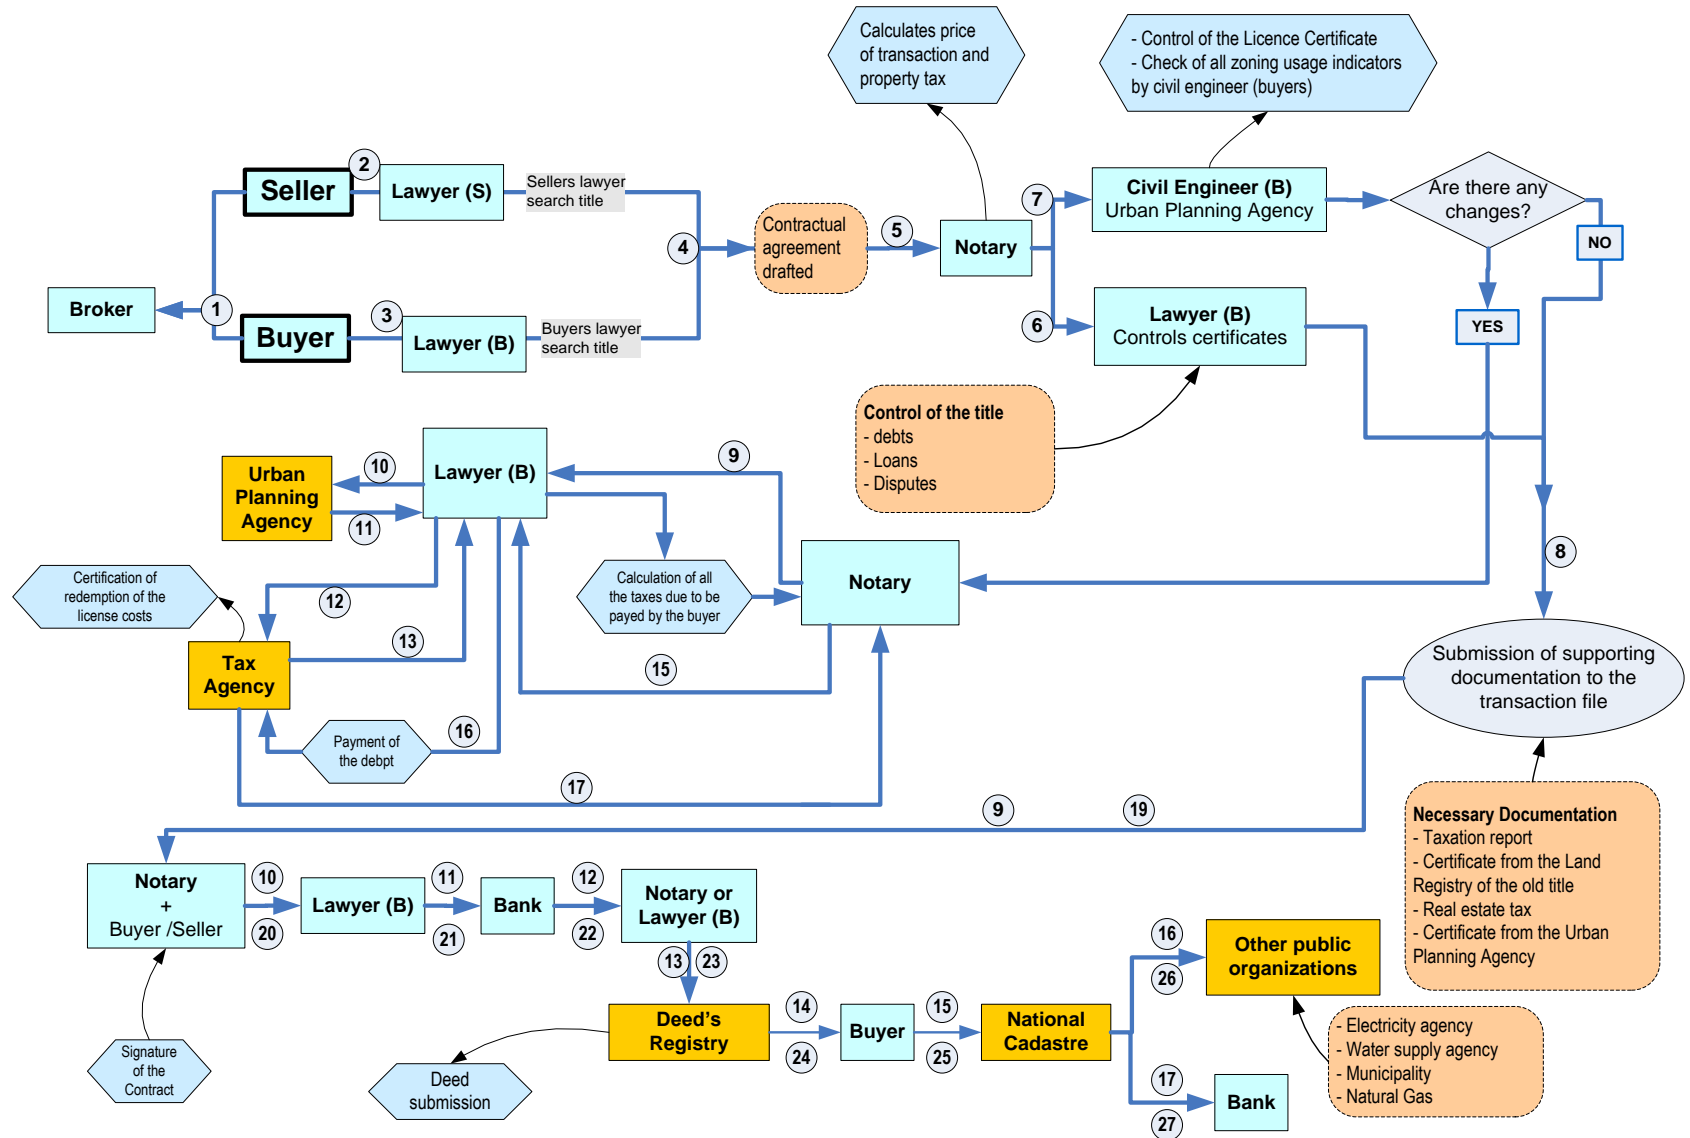 Calculates price
of transaction and
property tax
- Control of the Licence Certificate
- Check of all zoning usage indicators
by civil engineer (buyers)
2
Seller
Lawyer (S)
Sellers lawyer
search title
7
Civil Engineer (B)
Urban Planning Agency
Are there any
changes?
NO
4
Contractual
agreement
drafted
5
Notary
Broker
1
Buyer
3
Lawyer (B)
Buyers lawyer
search title
6
Lawyer (B)
Controls certificates
YES
Control of the title
- debts
- Loans
- Disputes
Urban
Planning
Agency
10
11
Lawyer (B)
9
8
Certification of
redemption of the
license costs
12
13
Calculation of all
the taxes due to be
payed by the buyer
Notary
Tax
Agency
15
Submission of supporting
documentation to the
transaction file
Payment of
the debpt
16
17
9
19
Necessary Documentation
- Taxation report
- Certificate from the Land
Registry of the old title
- Real estate tax
- Certificate from the Urban
Planning Agency
Notary
+
Buyer /Seller
10
20
Lawyer (B)
11
21
Bank
12
22
Notary or
Lawyer (B)
13
23
16
26
Other public
organizations
Deed's
Registry
14
24
Buyer
15
25
National
Cadastre
- Electricity agency
- Water supply agency
- Municipality
- Natural Gas
Signature
of the
Contract
Deed
submission
17
27
Bank